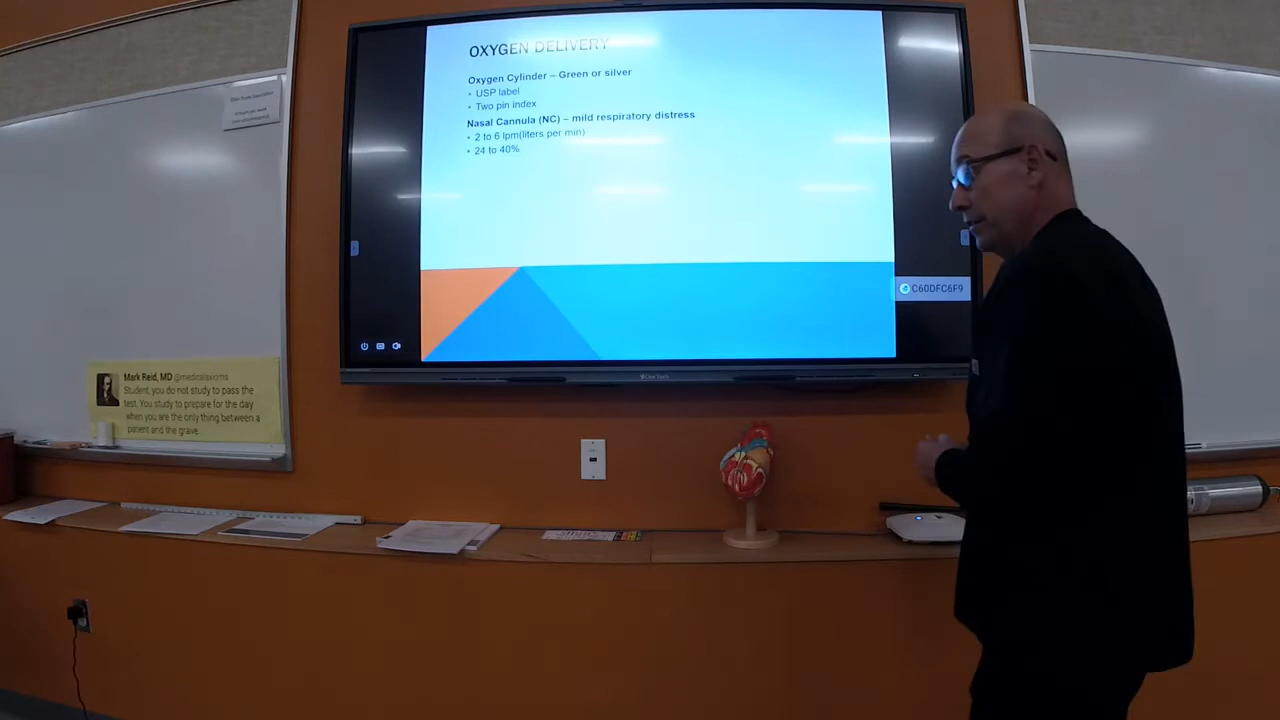 OXYGEN DELIVERY
Oxygen Cylinder – Green or silver
• USP label
• Two pin index
Nasal Cannula (NC) – mild respiratory distress
• 2 to 6 lpm(liters per min)
• 24 to 40%
C60DFC6F9
Mark Reid, MD @medicalaxioms
Student, you do not study to pass the
test. You study to prepare for the day
when you are the only thing between a
patient and the grave.